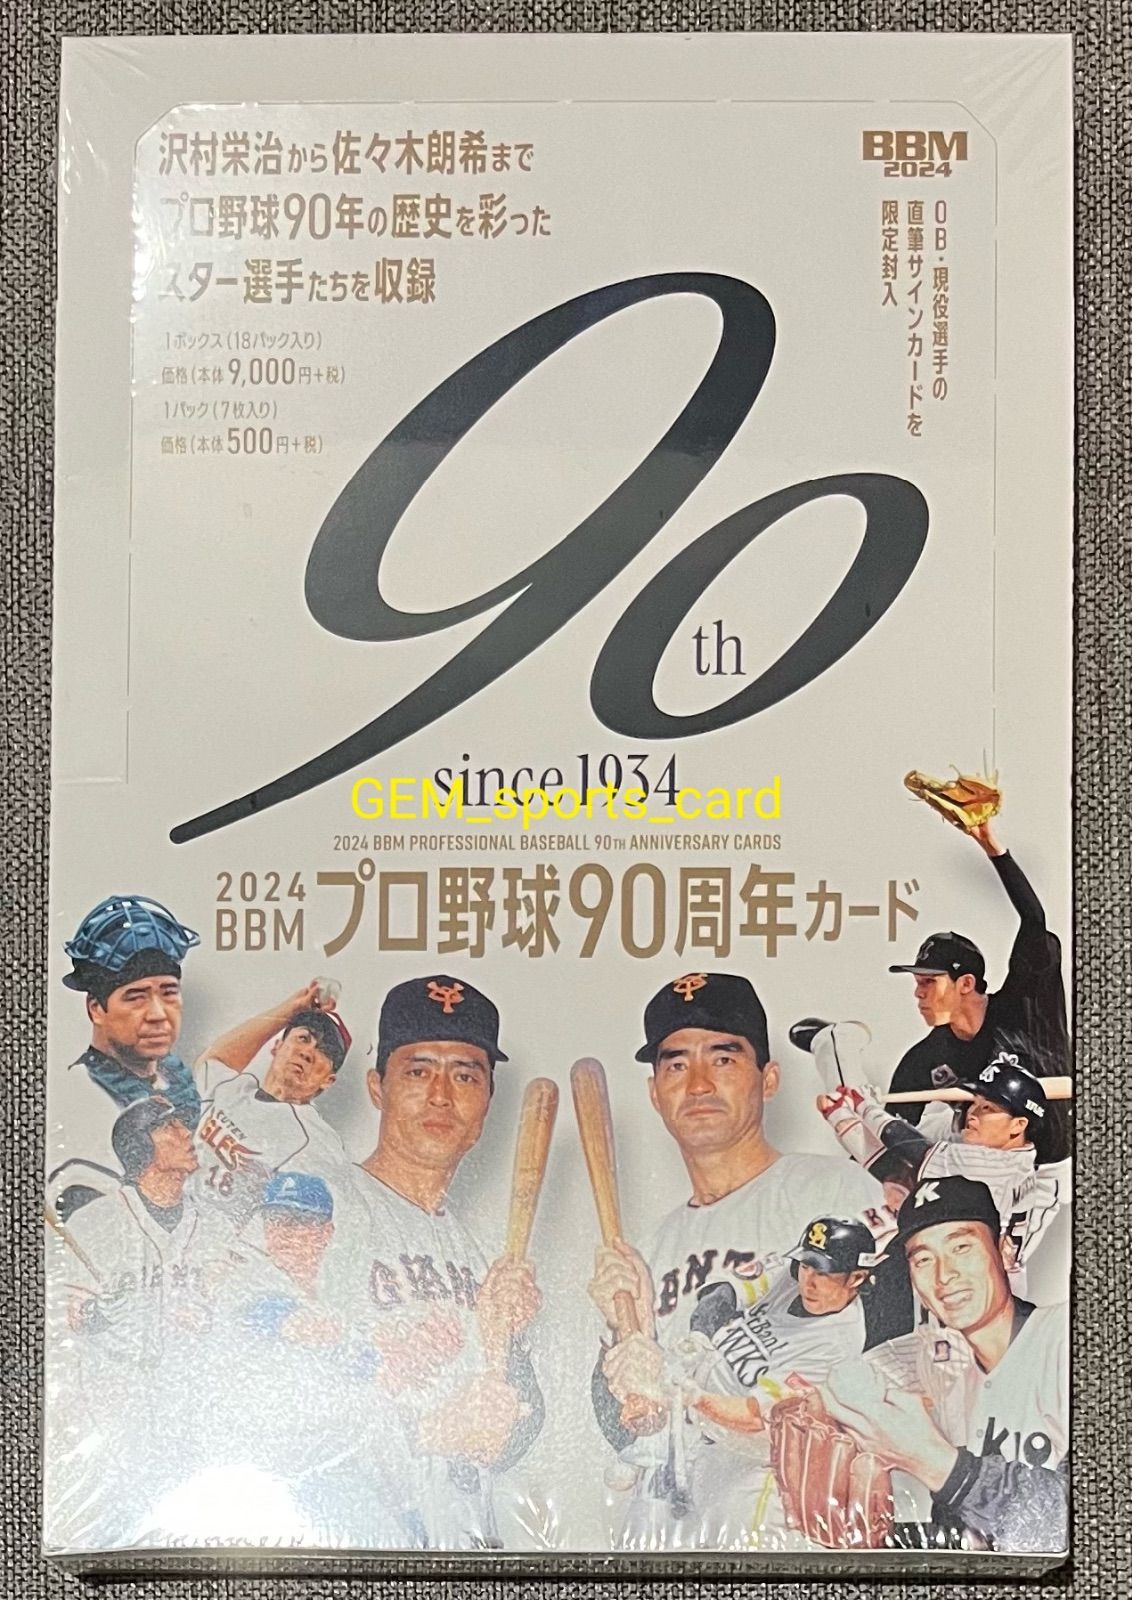 沢村栄治から佐々木朗希まで
プロ野球90年の歴史を彩った
スター選手たちを収録
1ボックス(18パック入り)
価格(本体9,000円+税)
1パック(7枚入り)
価格(本体500円+税)
BBM
2024
OB・現役選手の
直筆サインカードを
限定封入
90th
since 1934
GEM_sports_card
2024 BBM PROFESSIONAL BASEBALL 90TH ANNIVERSARY CARDS
2024
BBM プロ野球90周年カード
18
K
SH